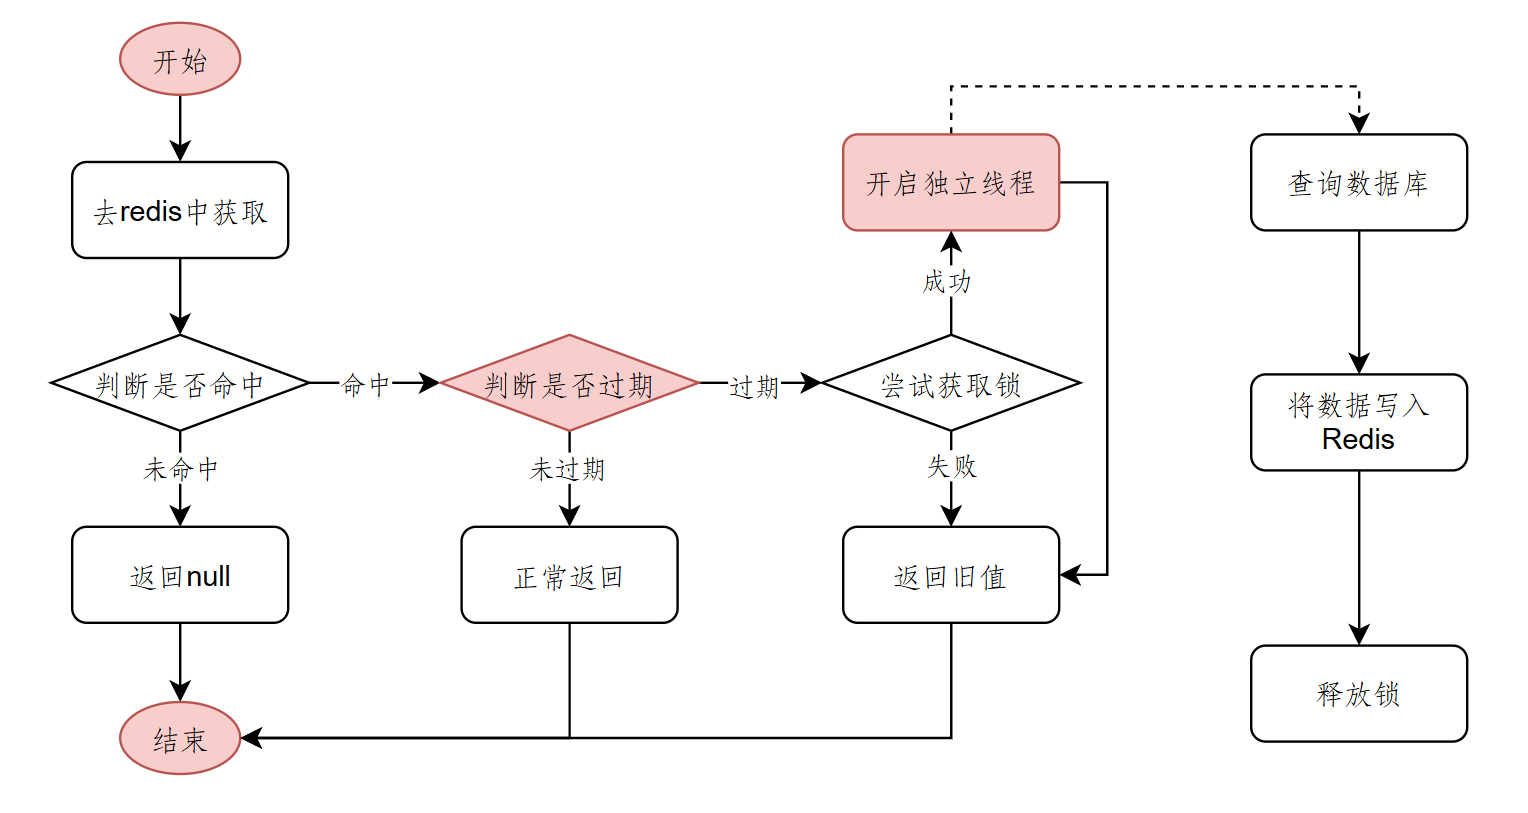 开始
去redis中获取
判断是否命中
命中
判断是否过期
过期
尝试获取锁
成功
开启独立线程
查询数据库
将数据写入
Redis
释放锁
未命中
未过期
失败
返回null
正常返回
返回旧值
结束